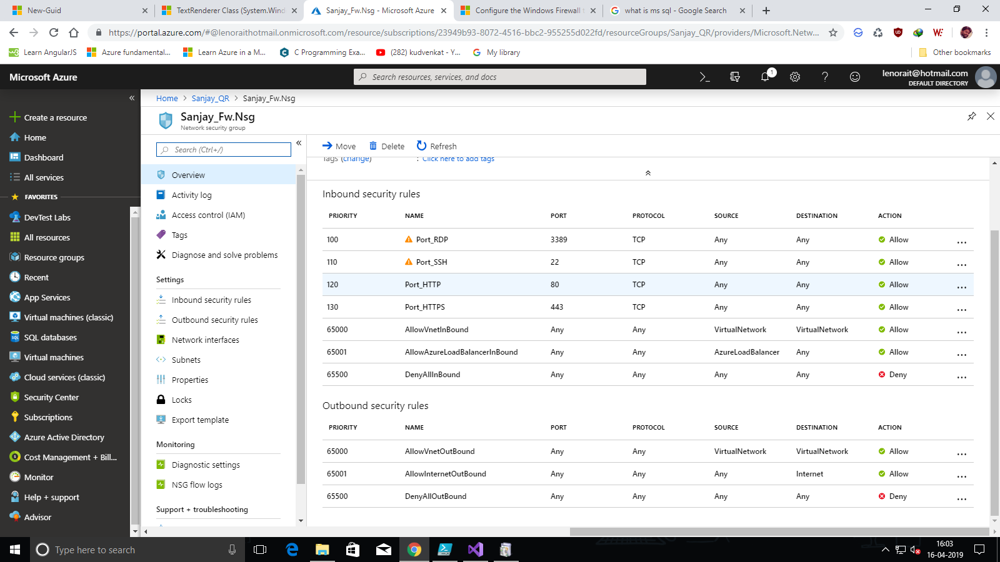 New-Guid
TextRenderer Class (System.Wind
Sanjay_Fw.Nsg - Microsoft Azure
Configure the Windows Firewall t
what is ms sql - Google Search
https://portal.azure.com/#@lenoraithotmail.onmicrosoft.com/resource/subscriptions/23949b93-8072-4516-bbc2-955255d022fd/resourceGroups/Sanjay_QR/providers/Microsoft.Netw...
Learn AngularJS
Azure fundamental...
Learn Azure in a M...
C Programming Exa...
(282) kudvenkat - Y...
My library
Other bookmarks
Microsoft Azure
Search resources, services, and docs
1
lenorait@hotmail.com
DEFAULT DIRECTORY
Create a resource
Home
Dashboard
All services
FAVORITES
DevTest Labs
All resources
Resource groups
Recent
App Services
Virtual machines (classic)
SQL databases
Virtual machines
Cloud services (classic)
Security Center
Subscriptions
Azure Active Directory
Cost Management + Bill...
Monitor
Help + support
Advisor
Home > Sanjay_QR > Sanjay_Fw.Nsg
Sanjay_Fw.Nsg
Network security group
Search (Ctrl+/)
Overview
Activity log
Access control (IAM)
Tags
Diagnose and solve problems
Settings
Inbound security rules
Outbound security rules
Network interfaces
Subnets
Properties
Locks
Export template
Monitoring
Diagnostic settings
NSG flow logs
Support + troubleshooting
Move Delete Refresh
Tags (change) : Click here to add tags
Inbound security rules
PRIORITY NAME PORT PROTOCOL SOURCE DESTINATION ACTION
100 Port_RDP 3389 TCP Any Any Allow ...
110 Port_SSH 22 TCP Any Any Allow ...
120 Port_HTTP 80 TCP Any Any Allow ...
130 Port_HTTPS 443 TCP Any Any Allow ...
65000 AllowVnetInBound Any Any VirtualNetwork VirtualNetwork Allow ...
65001 AllowAzureLoadBalancerInBound Any Any AzureLoadBalancer Any Allow ...
65500 DenyAllInBound Any Any Any Any Deny ...
Outbound security rules
PRIORITY NAME PORT PROTOCOL SOURCE DESTINATION ACTION
65000 AllowVnetOutBound Any Any VirtualNetwork VirtualNetwork Allow ...
65001 AllowInternetOutBound Any Any Any Internet Allow ...
65500 DenyAllOutBound Any Any Any Any Deny ...
Type here to search
16:03
16-04-2019